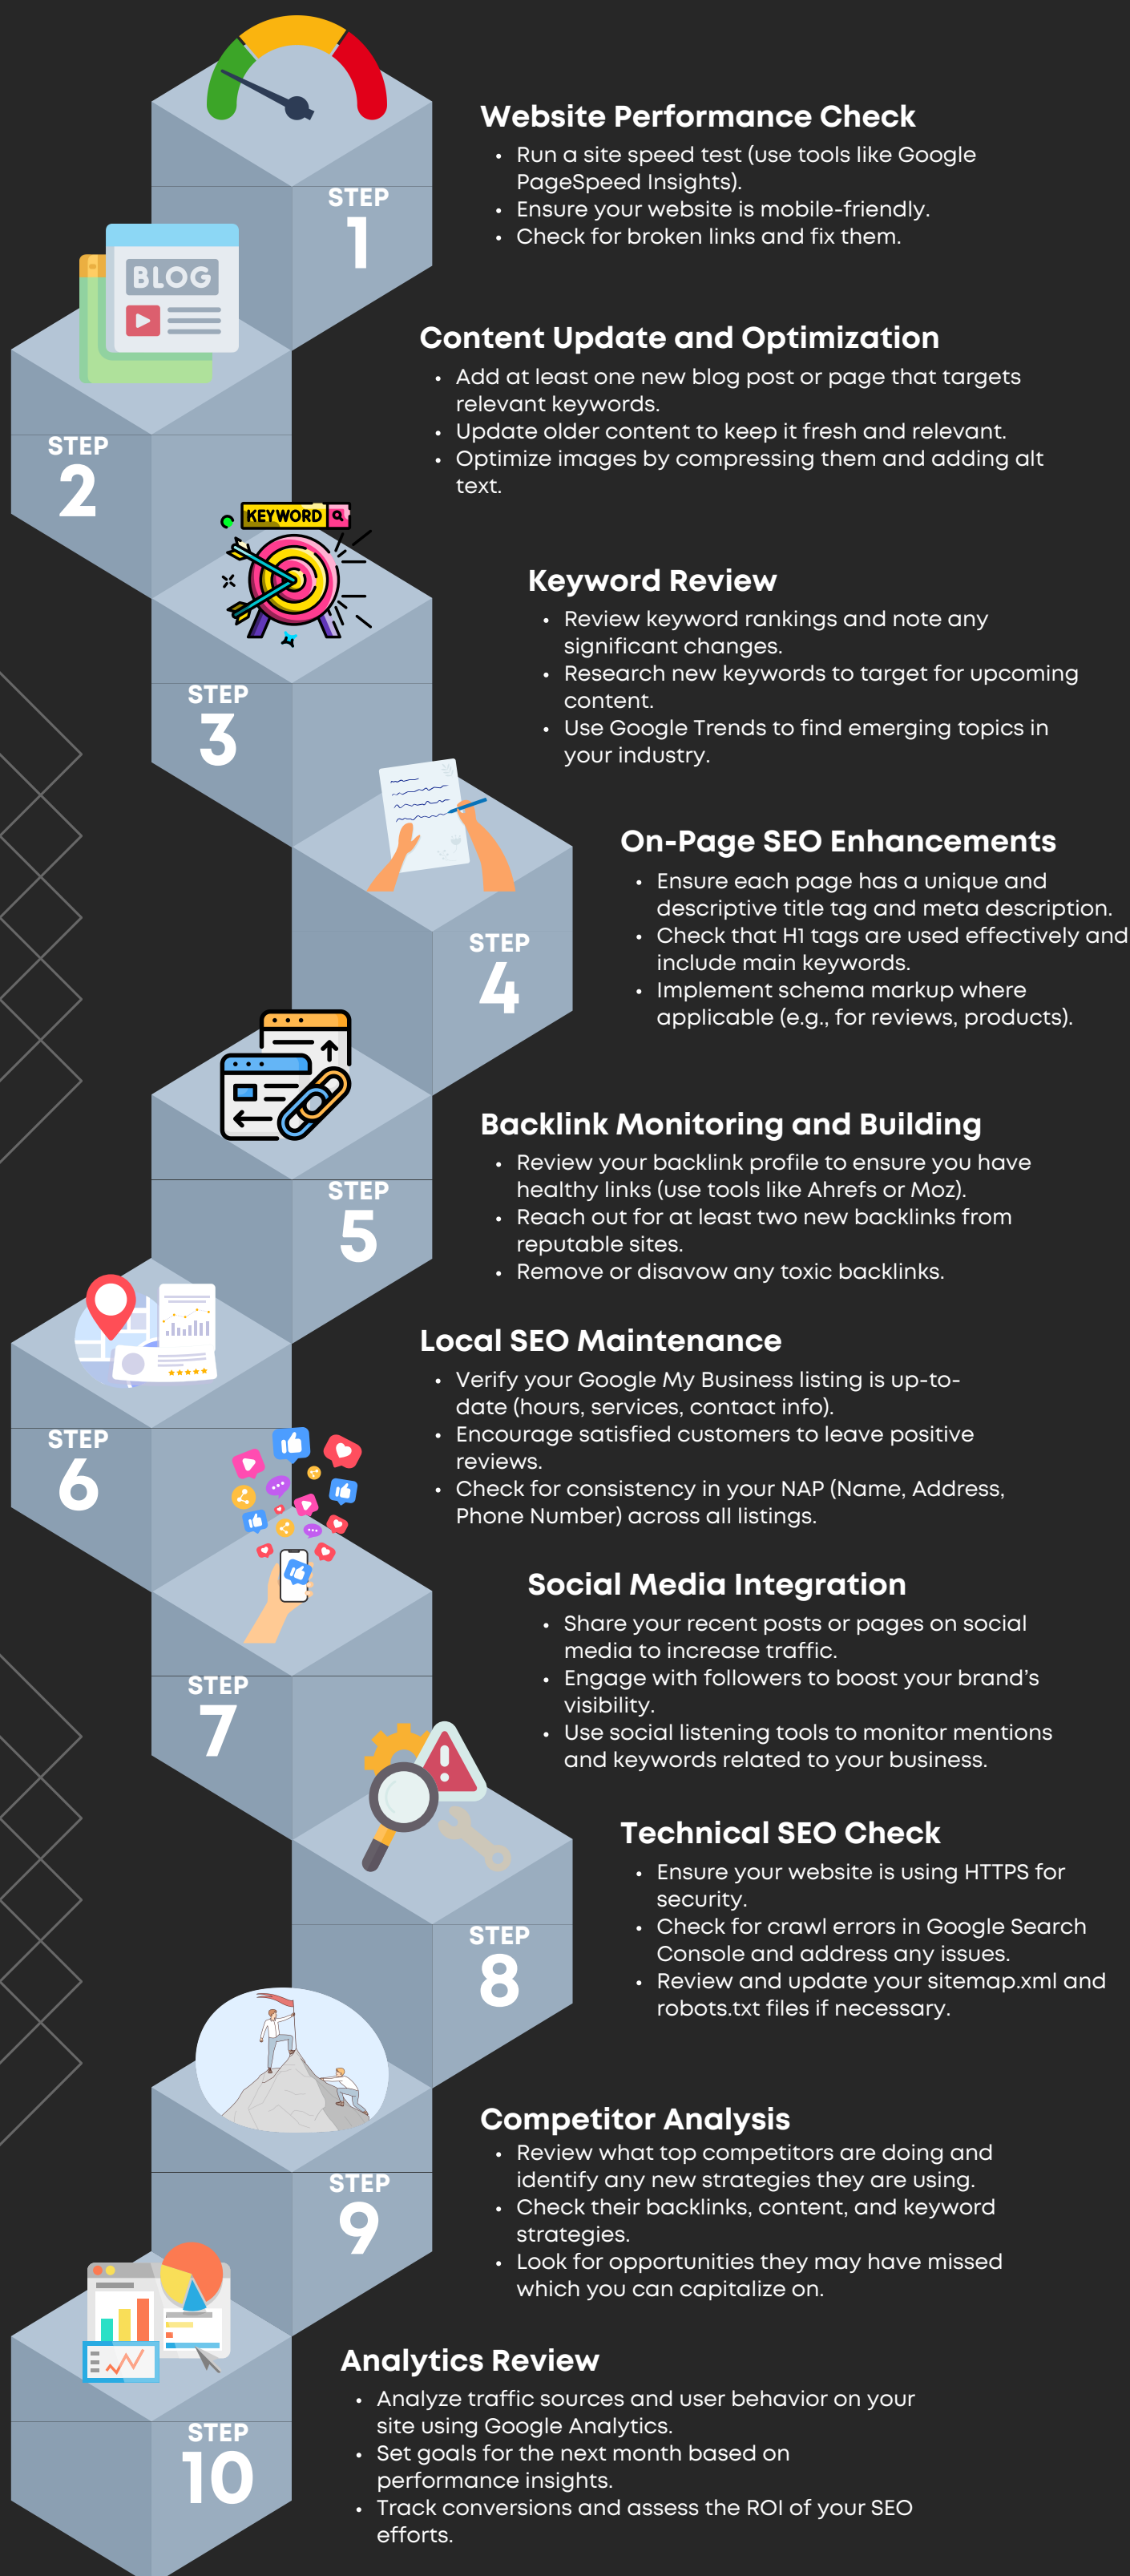 Website Performance Check
• Run a site speed test (use tools like Google
PageSpeed Insights).
• Ensure your website is mobile-friendly.
• Check for broken links and fix them.
STEP
1
BLOG
Content Update and Optimization
• Add at least one new blog post or page that targets
relevant keywords.
• Update older content to keep it fresh and relevant.
• Optimize images by compressing them and adding alt
text.
STEP
2
KEYWORD
Keyword Review
• Review keyword rankings and note any
significant changes.
• Research new keywords to target for upcoming
content.
• Use Google Trends to find emerging topics in
your industry.
STEP
3
On-Page SEO Enhancements
• Ensure each page has a unique and
descriptive title tag and meta description.
• Check that H1 tags are used effectively and
include main keywords.
• Implement schema markup where
applicable (e.g., for reviews, products).
STEP
4
Backlink Monitoring and Building
• Review your backlink profile to ensure you have
healthy links (use tools like Ahrefs or Moz).
• Reach out for at least two new backlinks from
reputable sites.
• Remove or disavow any toxic backlinks.
STEP
5
Local SEO Maintenance
• Verify your Google My Business listing is up-to-
date (hours, services, contact info).
• Encourage satisfied customers to leave positive
reviews.
• Check for consistency in your NAP (Name, Address,
Phone Number) across all listings.
STEP
6
Social Media Integration
• Share your recent posts or pages on social
media to increase traffic.
• Engage with followers to boost your brand’s
visibility.
• Use social listening tools to monitor mentions
and keywords related to your business.
STEP
7
Technical SEO Check
• Ensure your website is using HTTPS for
security.
• Check for crawl errors in Google Search
Console and address any issues.
• Review and update your sitemap.xml and
robots.txt files if necessary.
STEP
8
Competitor Analysis
• Review what top competitors are doing and
identify any new strategies they are using.
• Check their backlinks, content, and keyword
strategies.
• Look for opportunities they may have missed
which you can capitalize on.
STEP
9
Analytics Review
• Analyze traffic sources and user behavior on your
site using Google Analytics.
• Set goals for the next month based on
performance insights.
• Track conversions and assess the ROI of your SEO
efforts.
STEP
10